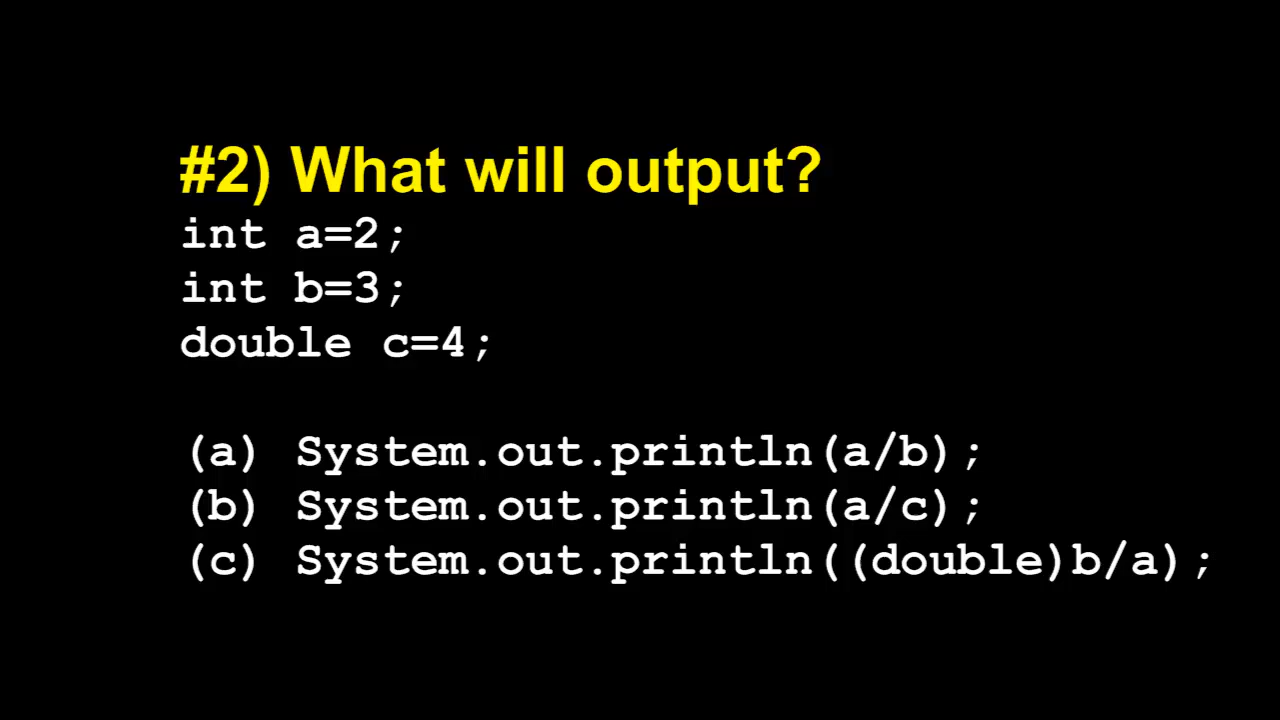 #2) What will output?
int a=2;
int b=3;
double c=4;
(a) System.out.println(a/b);
(b) System.out.println(a/c);
(c) System.out.println((double)b/a);